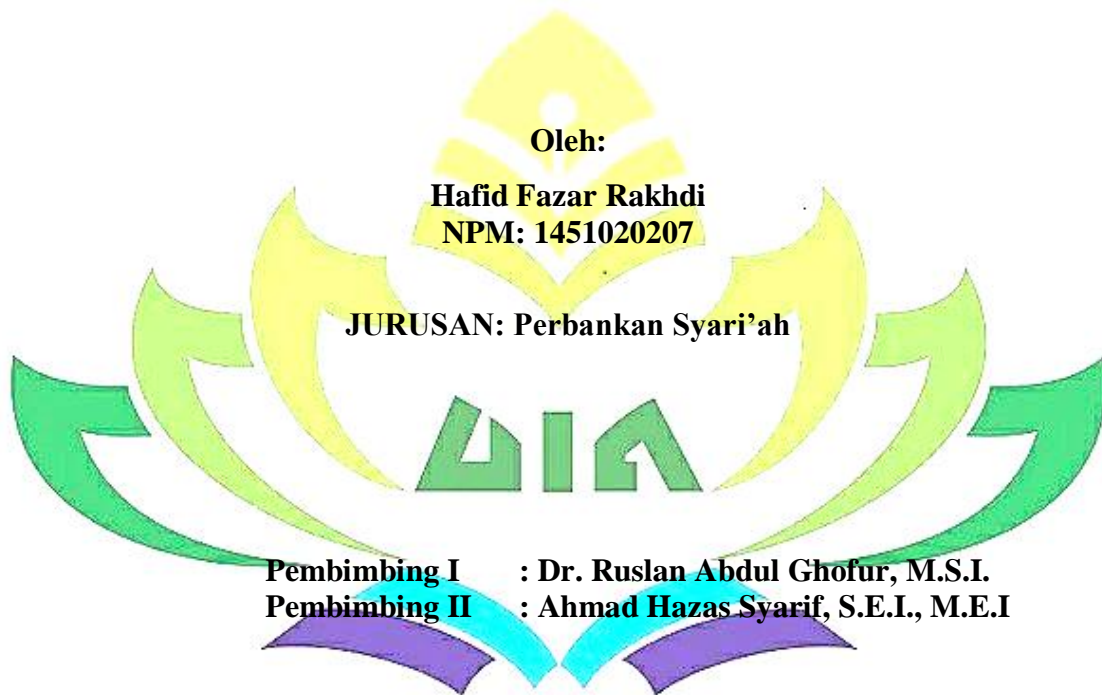 Oleh:
Hafid Fazar Rakhdi
NPM: 1451020207
JURUSAN: Perbankan Syari’ah
UIN
Pembimbing I : Dr. Ruslan Abdul Ghofur, M.S.I.
Pembimbing II : Ahmad Hazas Syarif, S.E.I., M.E.I